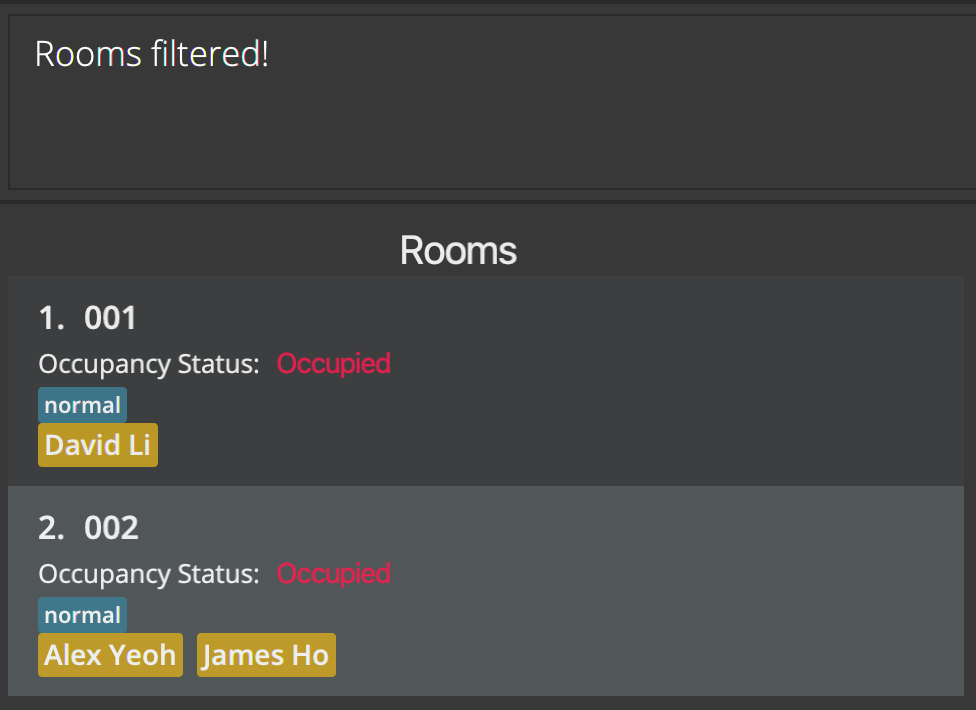 Rooms filtered!
Rooms
1. 001
Occupancy Status: Occupied
normal
David Li
2. 002
Occupancy Status: Occupied
normal
Alex Yeoh James Ho